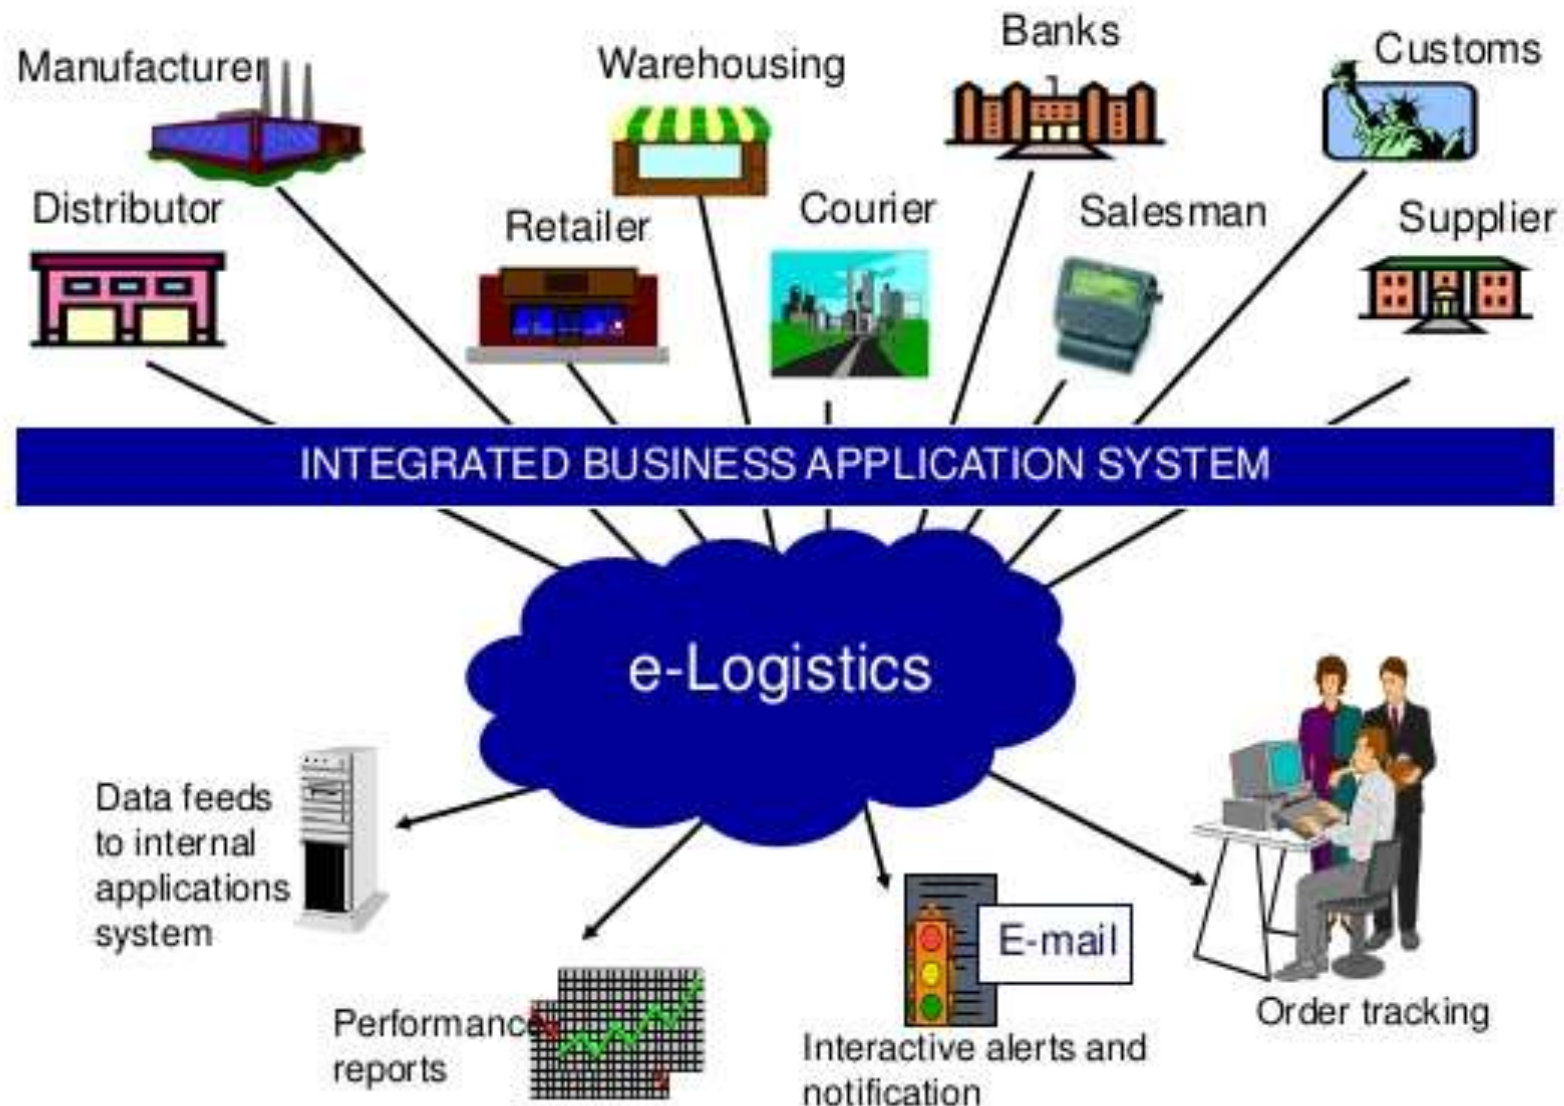 Manufacturer
Warehousing
Banks
Customs
Distributor
Retailer
Courier
Salesman
Supplier
INTEGRATED BUSINESS APPLICATION SYSTEM
e-Logistics
Data feeds
to internal
applications
system
Performance
reports
E-mail
Interactive alerts and
notification
Order tracking